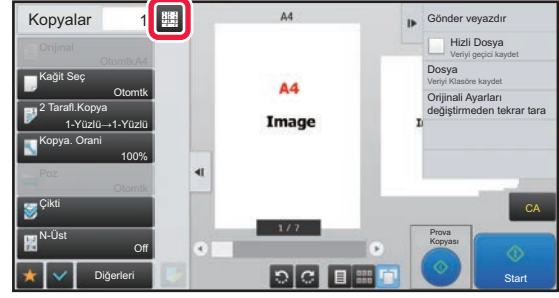 Kopyalar 1
Orijinal
Otomtk.A4
Kağit Seç
Otomtk
2 Tarafl.Kopya
1-Yüzlü→1-Yüzlü
Kopya. Orani
100%
Poz
Otomtk
Çikti
N-Üst
Off
Diğerleri
A4
A4
Image
1 / 7
Gönder veyazdır
Hizli Dosya
Veriyi geçici kaydet
Dosya
Veriyi Klasöre kaydet
Orijinali Ayarları
değiştirmeden tekrar tara
CA
Prova
Kopyası
Start